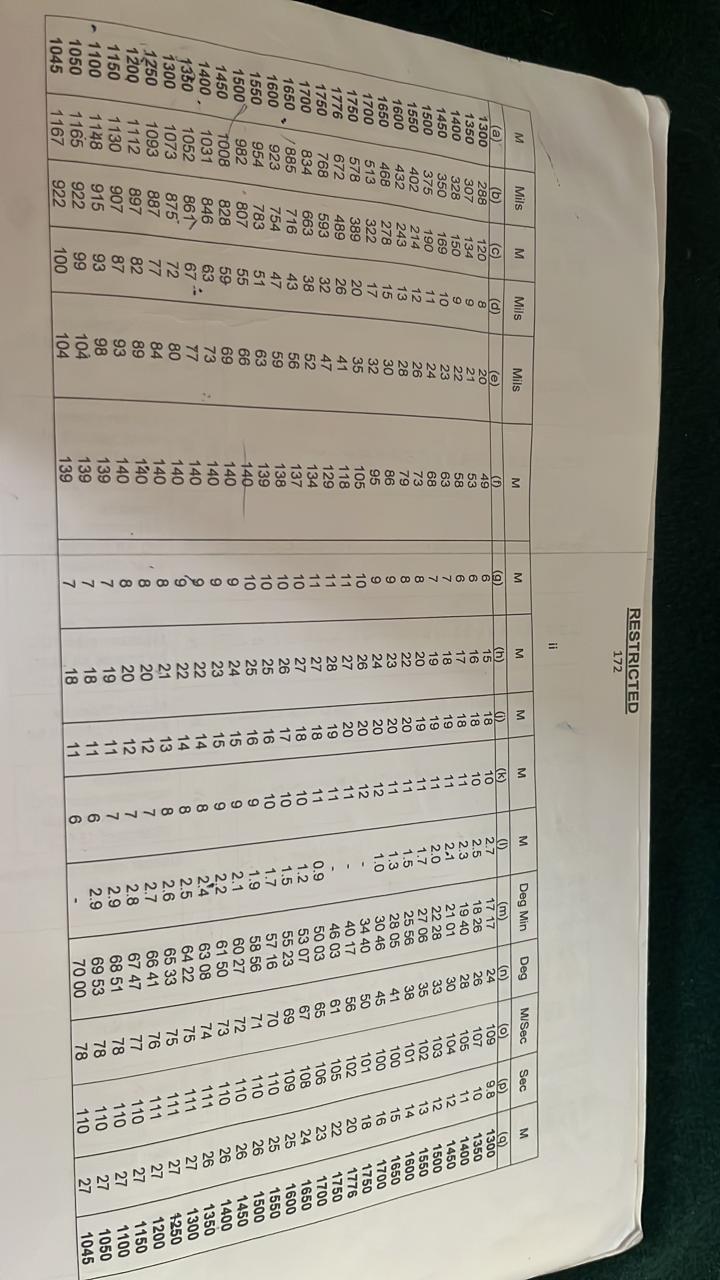 RESTRICTED
172
ii
M Mils M Mils Mils M M M M M M Deg Min Deg M/Sec Sec M
(a) (b) (c) (d) (e) (f) (g) (h) (j) (k) (l) (m) (n) (o) (p) (q)
1300 288 120 8 20 49 6 15 18 10 2.7 17 17 24 109 9.8 1300
1350 307 134 9 21 53 6 16 18 10 2.5 18 26 26 107 10 1350
1400 328 150 9 22 58 6 17 18 11 2.3 19 40 28 105 11 1400
1450 350 169 10 23 63 7 18 19 11 2.1 21 01 30 104 12 1450
1500 375 190 11 24 68 7 19 19 11 2.0 22 28 33 103 12 1500
1550 402 214 12 26 73 8 20 19 11 1.7 27 06 35 102 13 1550
1600 432 243 13 28 79 8 22 20 11 1.5 25 56 38 101 14 1600
1650 468 278 15 30 86 9 23 20 11 1.3 28 05 41 100 15 1650
1700 513 322 17 32 95 9 24 20 12 1.0 30 46 45 100 16 1700
1750 578 389 20 35 105 10 26 20 12 - 34 40 50 101 18 1750
1776 672 489 26 41 118 11 27 20 11 - 40 17 56 102 20 1776
1750 768 593 32 47 129 11 28 19 11 - 46 03 61 105 22 1750
1700 834 663 38 52 134 11 27 18 11 0.9 50 03 65 106 23 1700
1650 885 716 43 56 137 10 27 18 10 1.2 53 07 67 108 24 1650
1600 923 754 47 59 138 10 26 17 10 1.5 55 23 69 109 25 1600
1550 954 783 51 63 139 10 25 16 10 1.7 57 16 70 110 25 1550
1500 982 807 55 66 140 10 25 16 9 1.9 58 56 71 110 26 1500
1450 1008 828 59 69 140 9 24 15 9 2.1 60 27 72 110 26 1450
1400 1031 846 63 73 140 9 23 15 9 2.2 61 50 73 110 26 1400
1350 1052 861 67 77 140 9 22 14 8 2.4 63 08 74 111 26 1350
1300 1073 875 72 80 140 9 22 14 8 2.5 64 22 75 111 27 1300
1250 1093 887 77 84 140 8 21 13 8 2.6 65 33 75 111 27 1250
1200 1112 897 82 89 140 8 20 12 7 2.7 66 41 76 111 27 1200
1150 1130 907 87 93 140 8 20 12 7 2.8 67 47 77 110 27 1150
1100 1148 915 93 98 139 7 19 11 7 2.9 68 51 78 110 27 1100
1050 1165 922 99 104 139 7 18 11 6 2.9 69 53 78 110 27 1050
1045 1167 922 100 104 139 7 18 11 6 - 70 00 78 110 27 1045